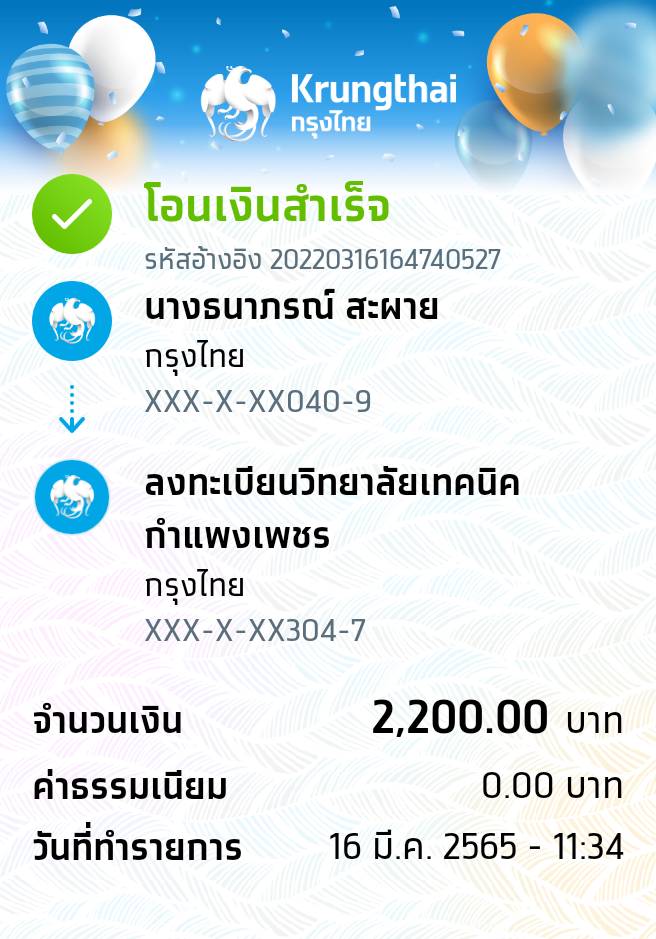 Krungthai
กรุงไทย
โอนเงินสำเร็จ
รหัสอ้างอิง 20220316164740527
นางธนาภรณ์ สะผาย
กรุงไทย
XXX-X-XX040-9
ลงทะเบียนวิทยาลัยเทคนิค
กำแพงเพชร
กรุงไทย
XXX-X-XX304-7
จำนวนเงิน 2,200.00 บาท
ค่าธรรมเนียม 0.00 บาท
วันที่ทำรายการ 16 มี.ค. 2565 - 11:34